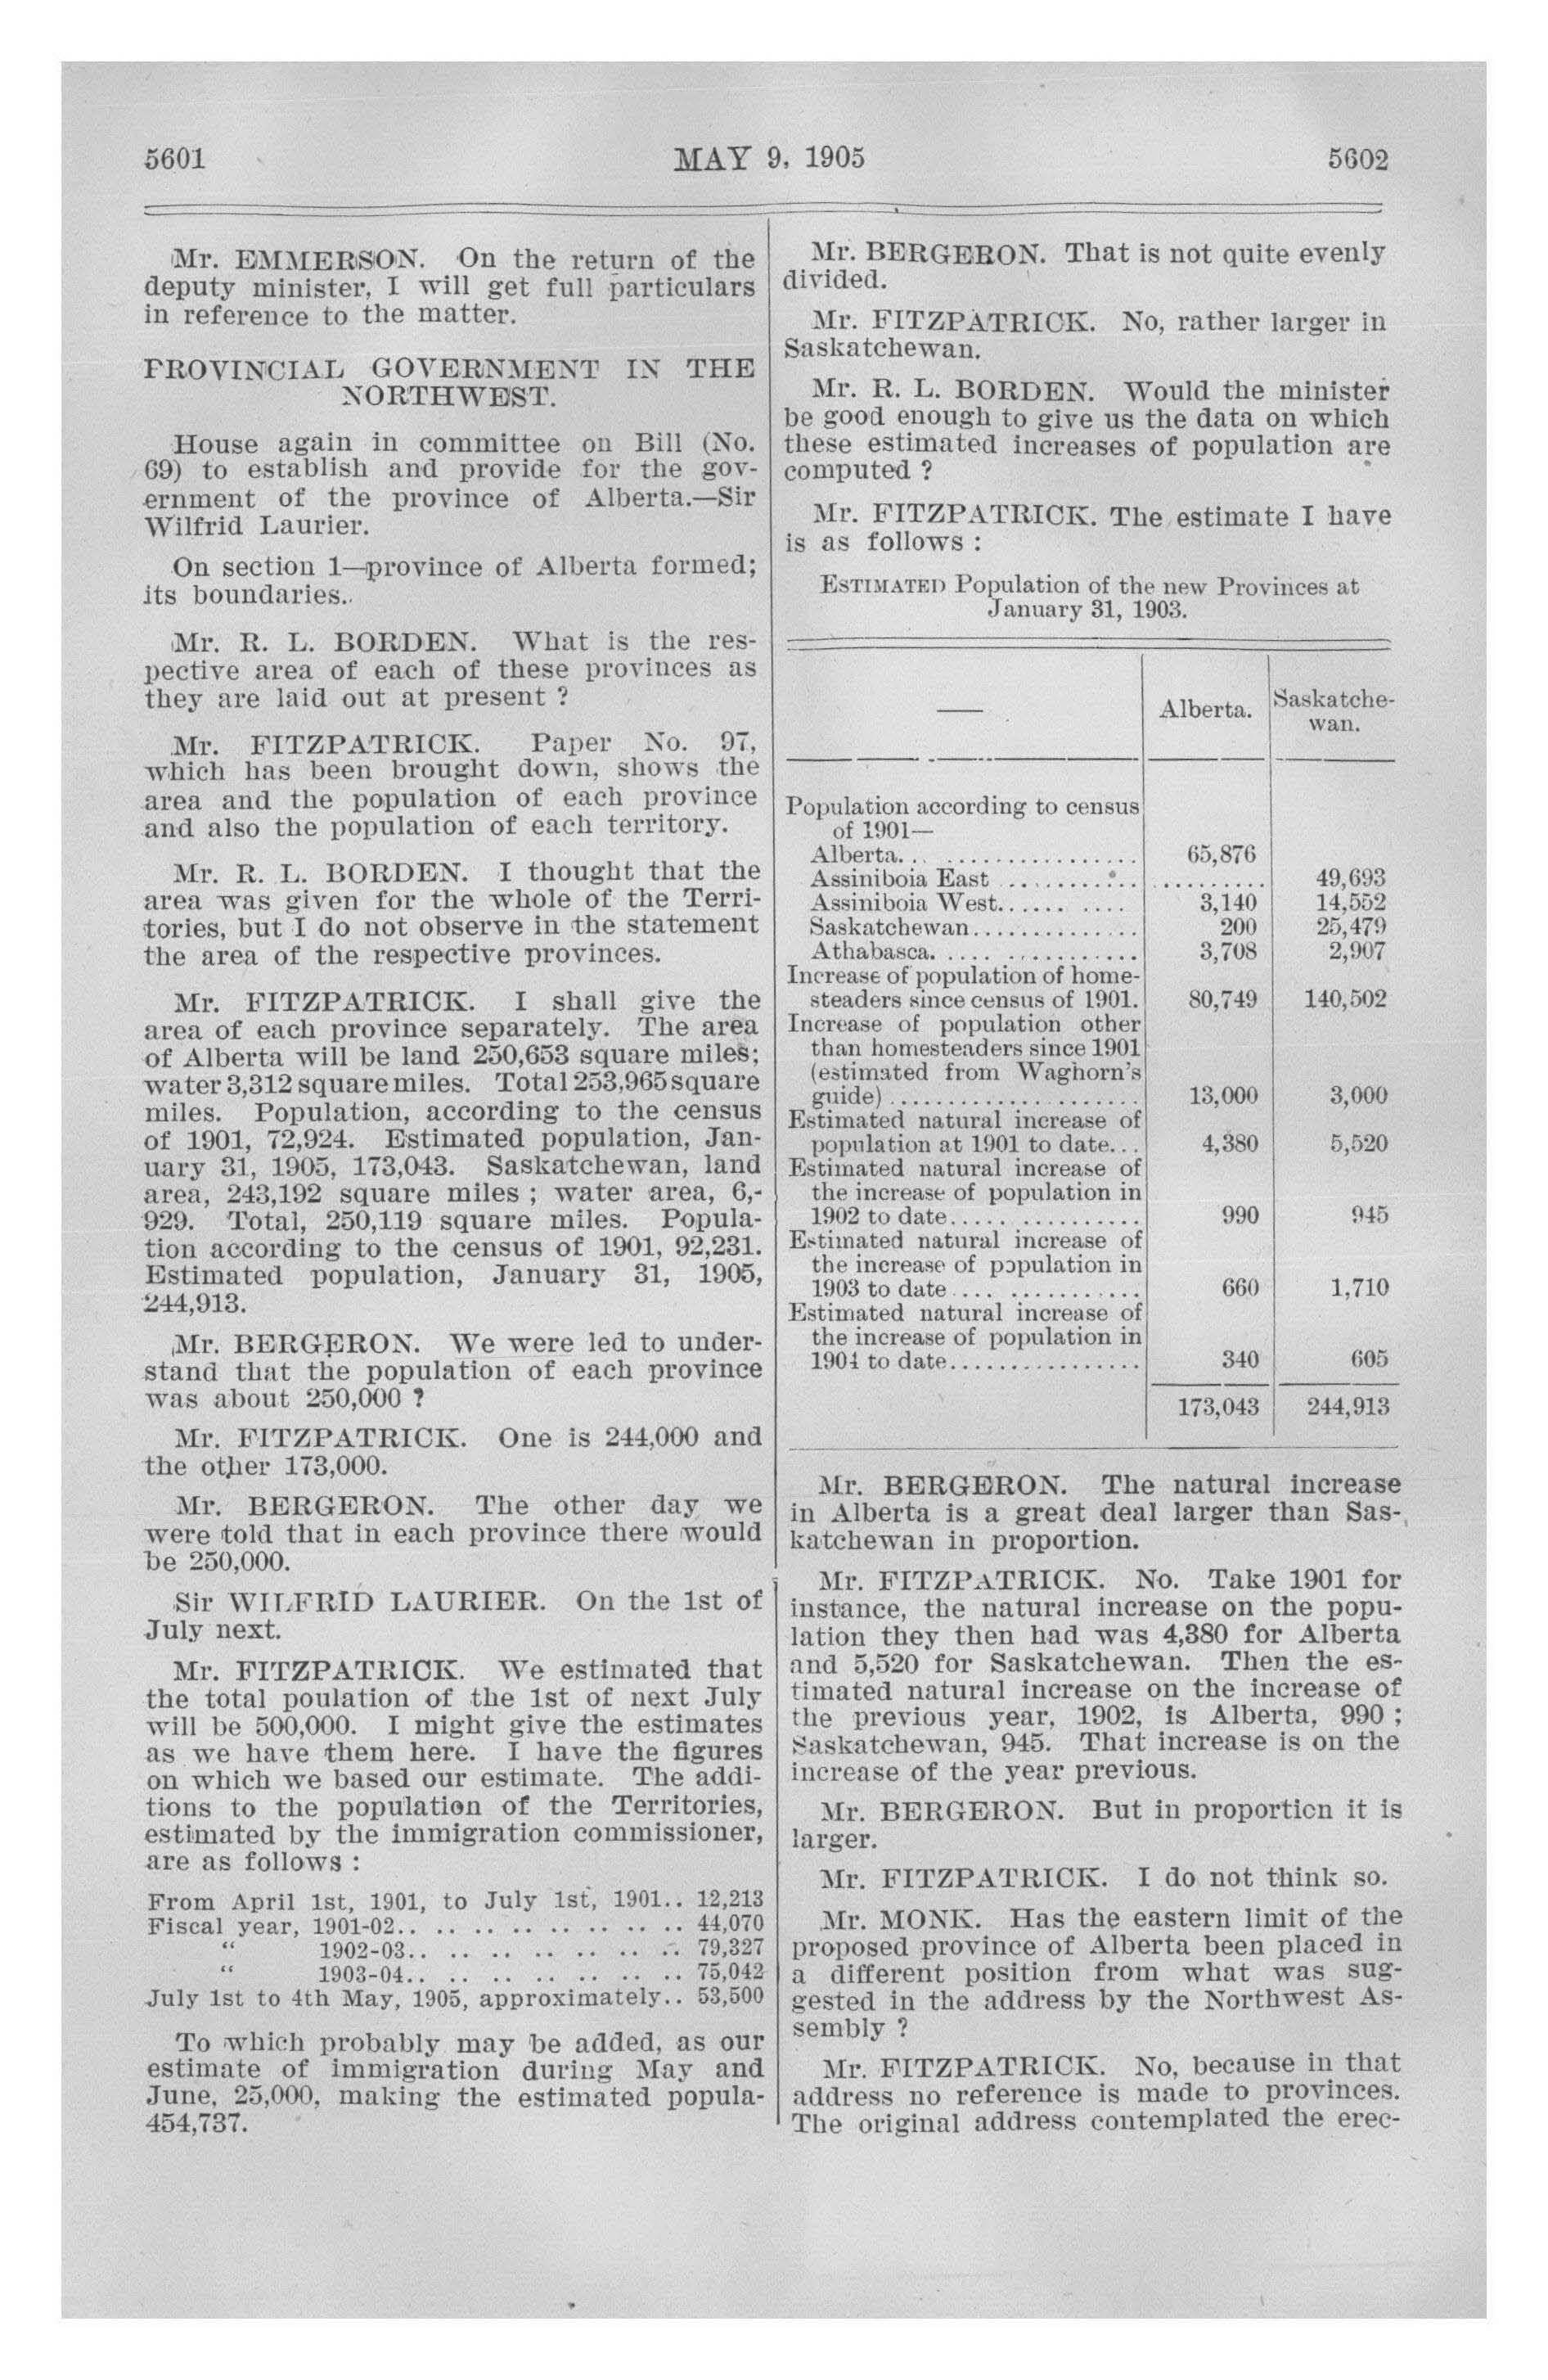 5601 MAY 9, 1905 5602
Mr. EMMERSON. On the return of the
deputy minister, I will get full particulars
in reference to the matter.
PROVINCIAL GOVERNMENT IN THE
NORTHWEST.
House again in committee on Bill (No.
69) to establish and provide for the gov-
ernment of the province of Alberta.—Sir
Wilfrid Laurier.
On section 1—province of Alberta formed;
its boundaries..
Mr. R. L. BORDEN. What is the res-
pective area of each of these provinces as
they are laid out at present ?
Mr. FITZPATRICK. Paper No. 97,
which has been brought down, shows the
area and the population of each province
and also the population of each territory.
Mr. R. L. BORDEN. I thought that the
area was given for the whole of the Terri-
tories, but I do not observe in the statement
the area of the respective provinces.
Mr. FITZPATRICK. I shall give the
area of each province separately. The area
of Alberta will be land 250,653 square miles;
water 3,312 square miles. Total 253,965 square
miles. Population, according to the census
of 1901, 72,924. Estimated population, Jan-
uary 31, 1905, 173,043. Saskatchewan, land
area, 243,192 square miles ; water area, 6,-
929. Total, 250,119 square miles. Popula-
tion according to the census of 1901, 92,231.
Estimated population, January 31, 1905,
244,913.
Mr. BERGERON. We were led to under-
stand that the population of each province
was about 250,000 ?
Mr. FITZPATRICK. One is 244,000 and
the other 173,000.
Mr. BERGERON. The other day we
were told that in each province there would
be 250,000.
Sir WILFRID LAURIER. On the 1st of
July next.
Mr. FITZPATRICK. We estimated that
the total poulation of the 1st of next July
will be 500,000. I might give the estimates
as we have them here. I have the figures
on which we based our estimate. The addi-
tions to the population of the Territories,
estimated by the immigration commissioner,
are as follows :
From April 1st, 1901, to July 1st, 1901.. 12,213
Fiscal year, 1901-02.. .. .. .. .. .. .. .. 44,070
" 1902-03.. .. .. .. .. .. .. 79,327
" 1903-04.. .. .. .. .. .. .. 75,042
July 1st to 4th May, 1905, approximately.. 53,500
To which probably may be added, as our
estimate of immigration during May and
June, 25,000, making the estimated popula-
454,737.
Mr. BERGERON. That is not quite evenly
divided.
Mr. FITZPATRICK. No, rather larger in
Saskatchewan.
Mr. R. L. BORDEN. Would the minister
be good enough to give us the data on which
these estimated increases of population are
computed ?
Mr. FITZPATRICK. The estimate I have
is as follows :
ESTIMATED Population of the new Provinces at
January 31, 1903.
— Alberta. Saskatche-
wan.
Population according to census
of 1901—
Alberta.................... 65,876
Assiniboia East ............ .......... 49,693
Assiniboia West.......... 3,140 14,552
Saskatchewan.............. 200 25,479
Athabasca................. 3,708 2,907
Increase of population of home-
steaders since census of 1901. 80,749 140,502
Increase of population other
than homesteaders since 1901
(estimated from Waghorn's
guide) ..................... 13,000 3,000
Estimated natural increase of
population at 1901 to date... 4,380 5,520
Estimated natural increase of
the increase of population in
1902 to date................ 990 945
Estimated natural increase of
the increase of population in
1903 to date................ 660 1,710
Estimated natural increase of
the increase of population in
1904 to date................ 340 605
173,043 244,913
Mr. BERGERON. The natural increase
in Alberta is a great deal larger than Sas-
katchewan in proportion.
Mr. FITZPATRICK. No. Take 1901 for
instance, the natural increase on the popu-
lation they then had was 4,380 for Alberta
and 5,520 for Saskatchewan. Then the es-
timated natural increase on the increase of
the previous year, 1902, is Alberta, 990 ;
Saskatchewan, 945. That increase is on the
increase of the year previous.
Mr. BERGERON. But in proportion it is
larger.
Mr. FITZPATRICK. I do not think so.
Mr. MONK. Has the eastern limit of the
proposed province of Alberta been placed in
a different position from what was sug-
gested in the address by the Northwest As-
sembly ?
Mr. FITZPATRICK. No, because in that
address no reference is made to provinces.
The original address contemplated the erec-